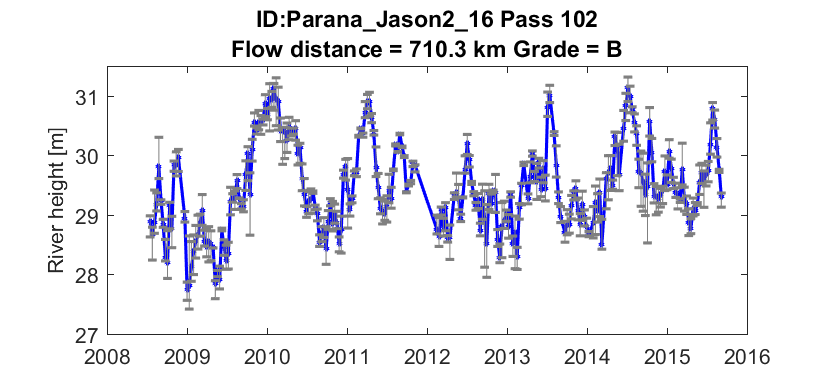 ID:Parana_Jason2_16 Pass 102
Flow distance = 710.3 km Grade = B
River height [m]
31
30
29
28
27
2008 2009 2010 2011 2012 2013 2014 2015 2016